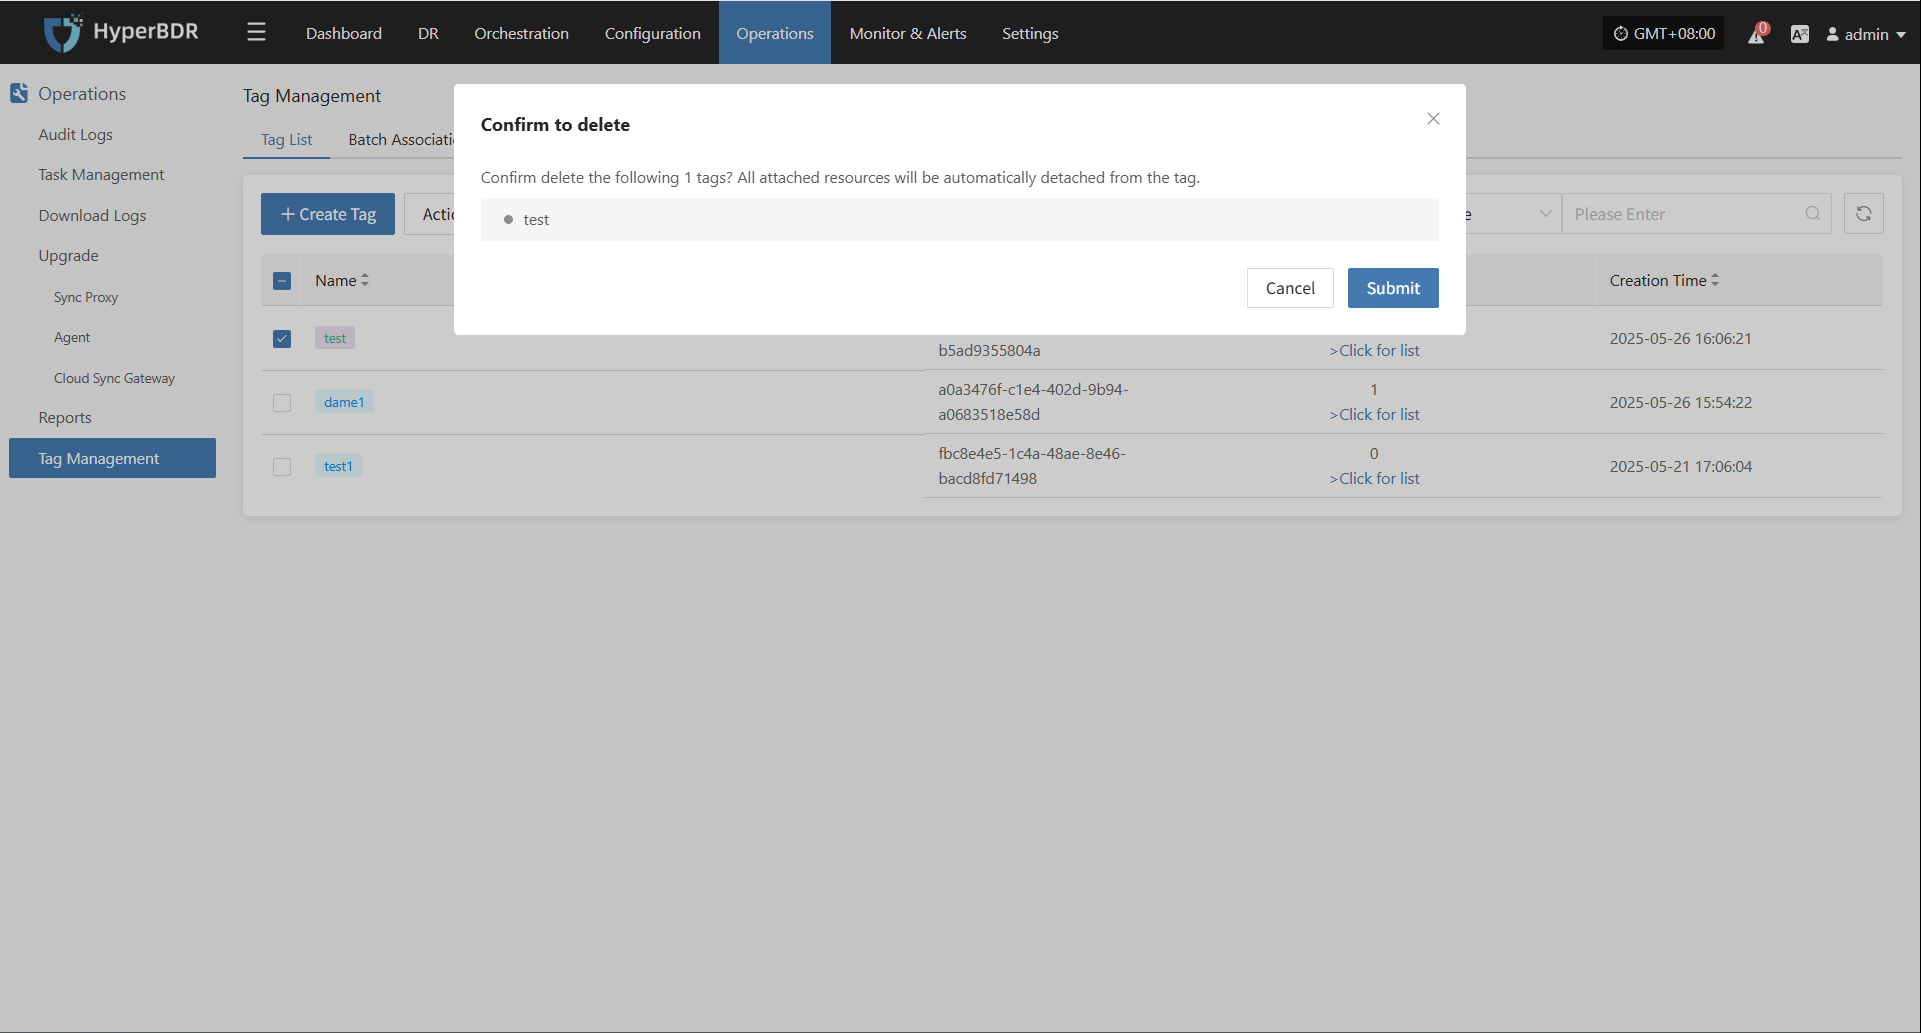 HyperBDR
Dashboard
DR
Orchestration
Configuration
Operations
Monitor & Alerts
Settings
GMT+08:00
0
admin
Operations
Audit Logs
Task Management
Download Logs
Upgrade
Sync Proxy
Agent
Cloud Sync Gateway
Reports
Tag Management
Tag Management
Tag List
Batch Associati
+ Create Tag
Acti
e
Please Enter
Confirm to delete
Confirm delete the following 1 tags? All attached resources will be automatically detached from the tag.
test
Cancel
Submit
Name
Creation Time
test
b5ad9355804a
>Click for list
2025-05-26 16:06:21
dame1
a0a3476f-c1e4-402d-9b94-
a0683518e58d
1
>Click for list
2025-05-26 15:54:22
test1
fbc8e4e5-1c4a-48ae-8e46-
bacd8fd71498
0
>Click for list
2025-05-21 17:06:04